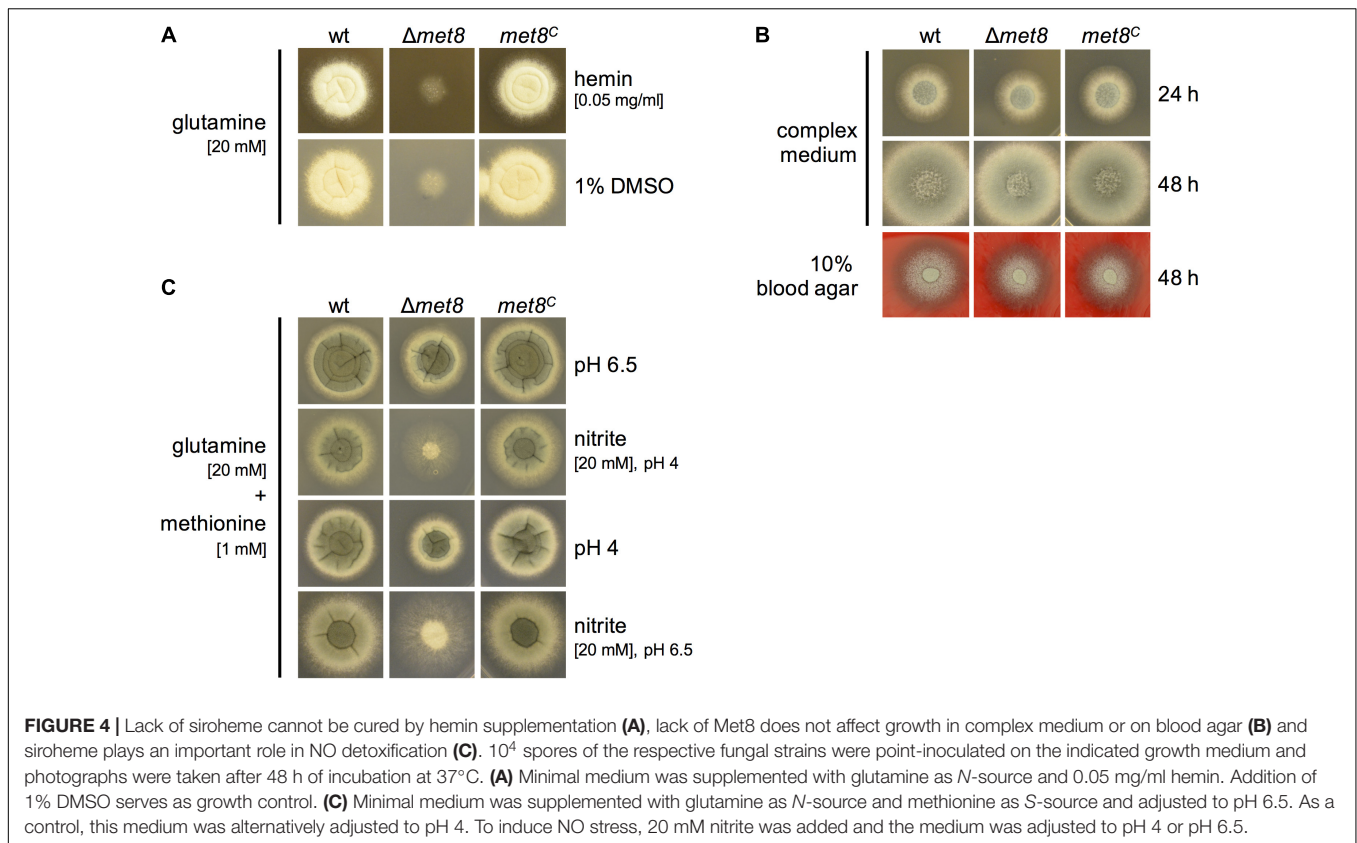 A
wt Δmet8 met8ᶜ
glutamine
[20 mM]
hemin
[0.05 mg/ml]
1% DMSO
B
wt Δmet8 met8ᶜ
complex
medium
24 h
48 h
10%
blood agar
48 h
C
wt Δmet8 met8ᶜ
glutamine
[20 mM]
+
methionine
[1 mM]
pH 6.5
nitrite
[20 mM], pH 4
pH 4
nitrite
[20 mM], pH 6.5
FIGURE 4 | Lack of siroheme cannot be cured by hemin supplementation (A), lack of Met8 does not affect growth in complex medium or on blood agar (B) and
siroheme plays an important role in NO detoxification (C). 10⁴ spores of the respective fungal strains were point-inoculated on the indicated growth medium and
photographs were taken after 48 h of incubation at 37°C. (A) Minimal medium was supplemented with glutamine as N-source and 0.05 mg/ml hemin. Addition of
1% DMSO serves as growth control. (C) Minimal medium was supplemented with glutamine as N-source and methionine as S-source and adjusted to pH 6.5. As a
control, this medium was alternatively adjusted to pH 4. To induce NO stress, 20 mM nitrite was added and the medium was adjusted to pH 4 or pH 6.5.